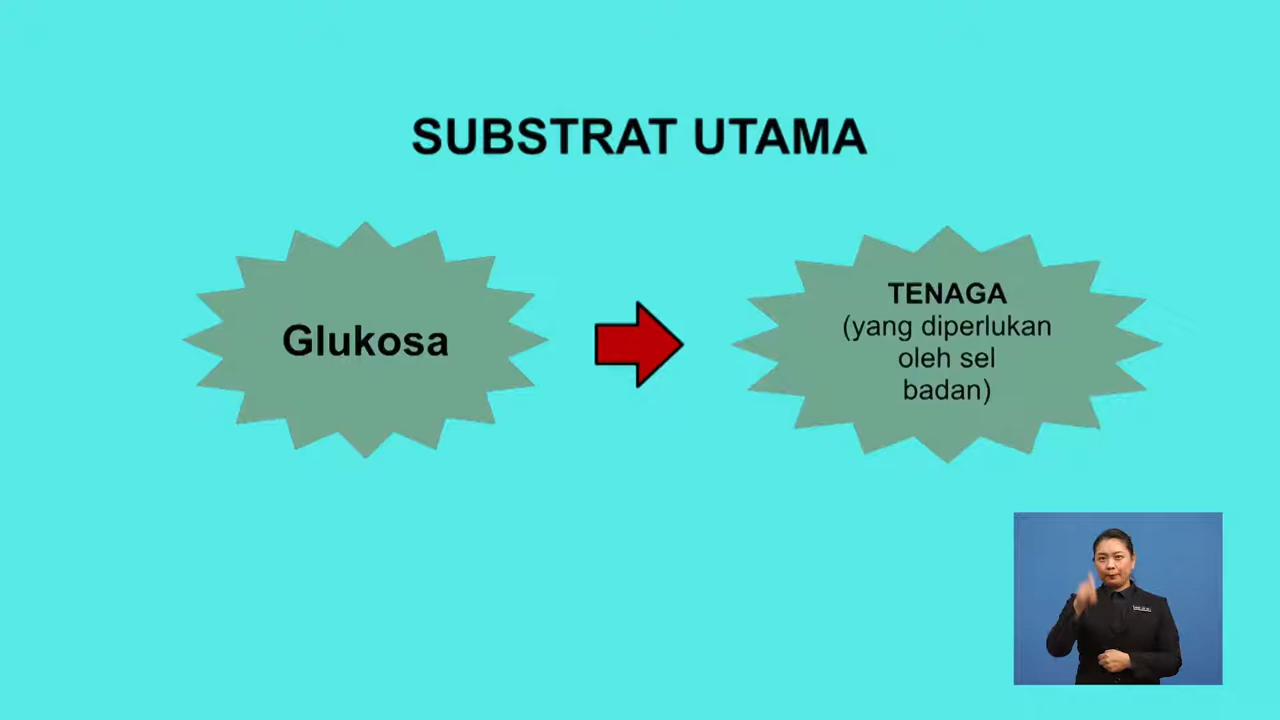 SUBSTRAT UTAMA
Glukosa
TENAGA
(yang diperlukan
oleh sel
badan)